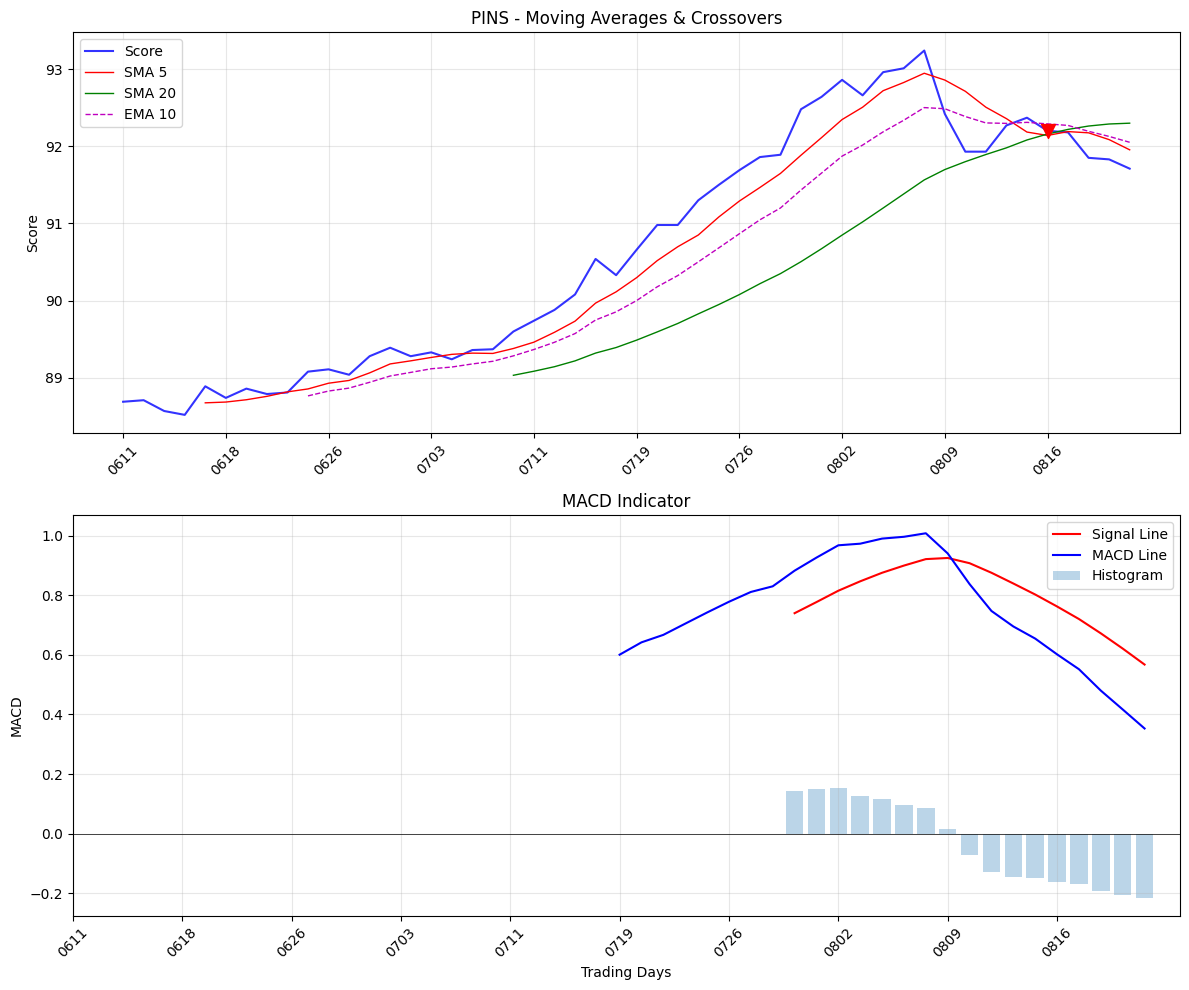 PINS - Moving Averages & Crossovers
Score
SMA 5
SMA 20
EMA 10
Score
93
92
91
90
89
0611
0618
0626
0703
0711
0719
0726
0802
0809
0816
MACD Indicator
Signal Line
MACD Line
Histogram
MACD
1.0
0.8
0.6
0.4
0.2
0.0
−0.2
0611
0618
0626
0703
0711
0719
0726
0802
0809
0816
Trading Days